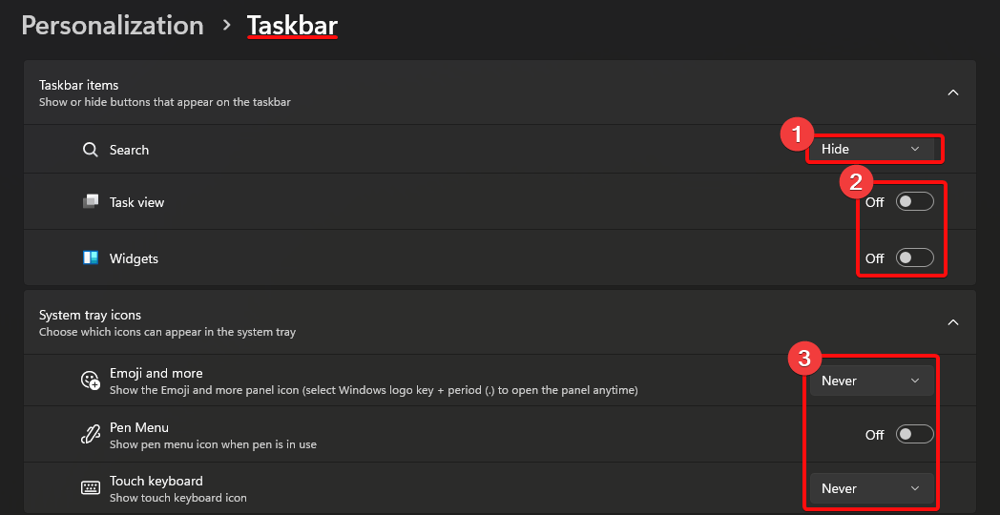 Personalization > Taskbar
Taskbar items
Show or hide buttons that appear on the taskbar
1
Search Hide
2
Task view Off
Widgets Off
System tray icons
Choose which icons can appear in the system tray
3
Emoji and more
Show the Emoji and more panel icon (select Windows logo key + period (.) to open the panel anytime)
Never
Pen Menu
Show pen menu icon when pen is in use
Off
Touch keyboard
Show touch keyboard icon
Never